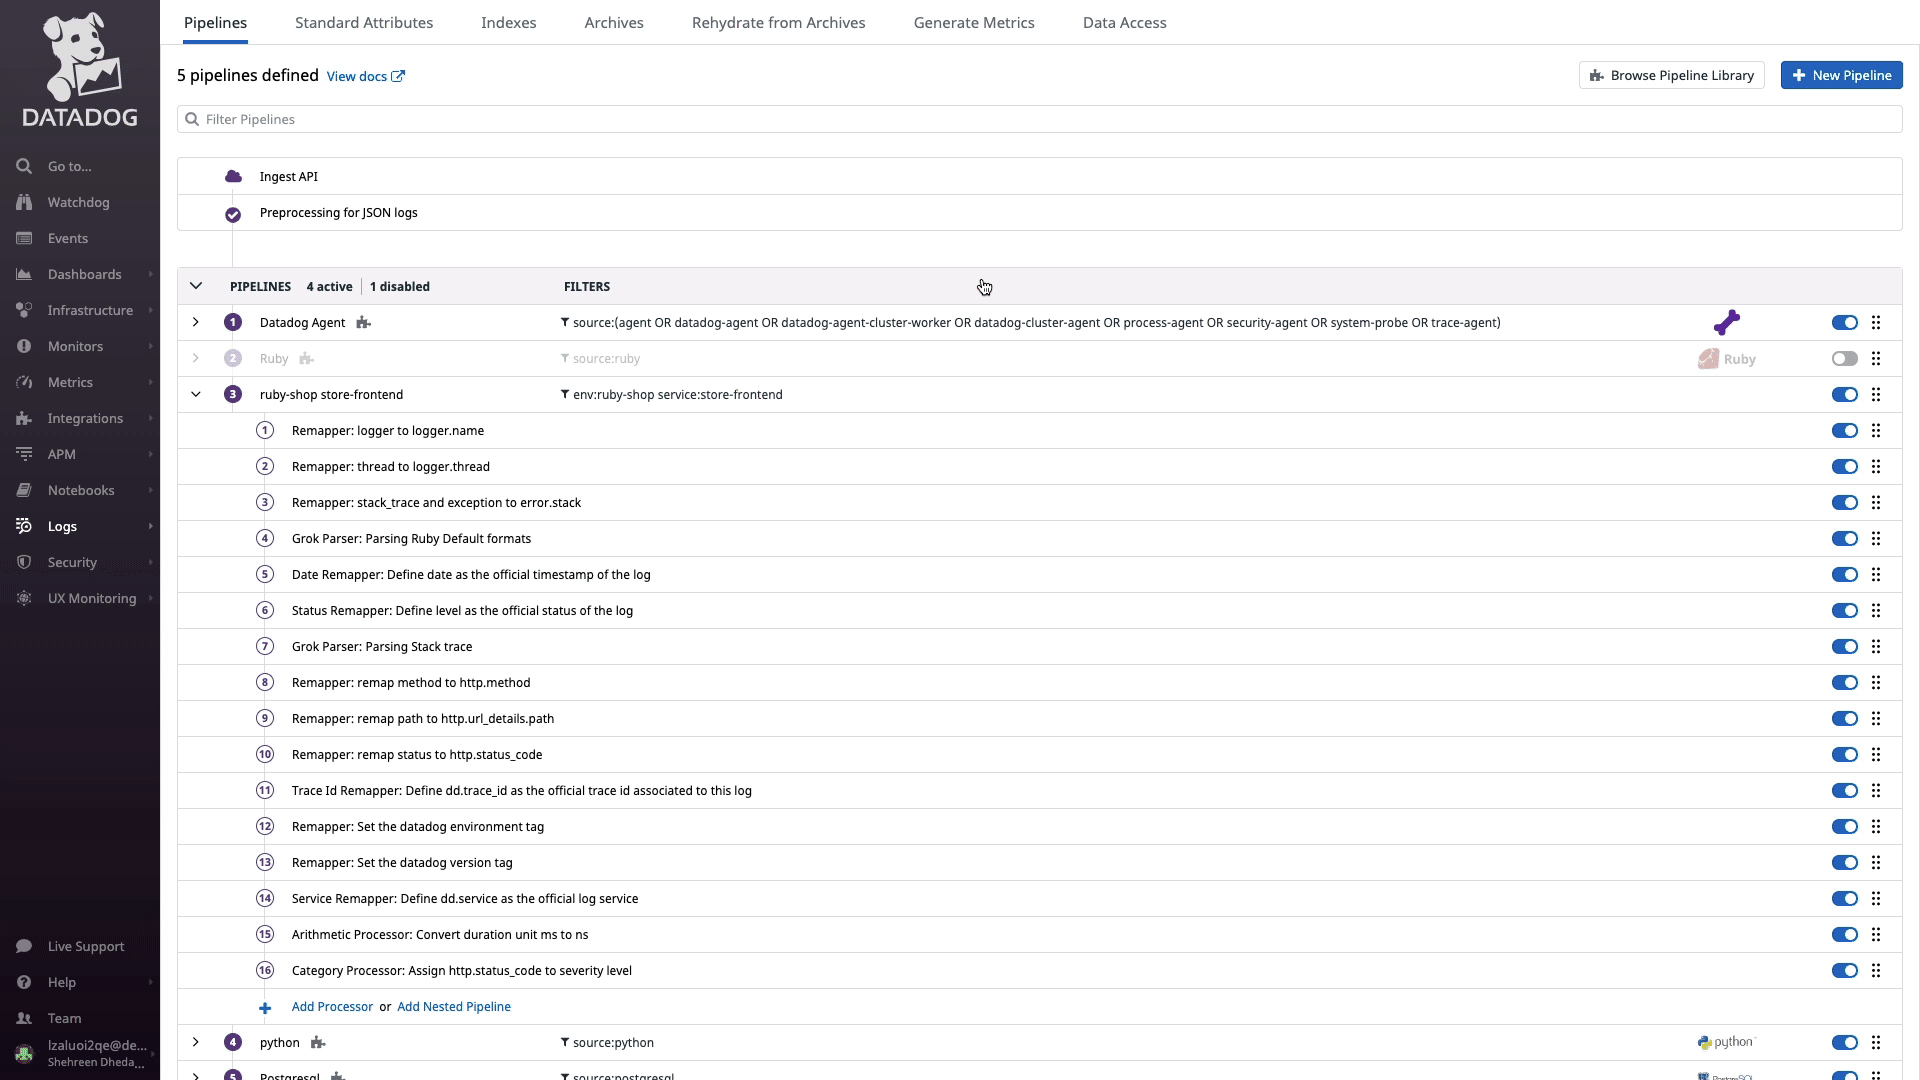 Pipelines Standard Attributes Indexes Archives Rehydrate from Archives Generate Metrics Data Access
DATADOG
Go to...
Watchdog
Events
Dashboards
Infrastructure
Monitors
Metrics
Integrations
APM
Notebooks
Logs
Security
UX Monitoring
Live Support
Help
Team
lzaluoi2qe@de...
Shehreen Dheda...
5 pipelines defined View docs
Browse Pipeline Library
New Pipeline
Filter Pipelines
Ingest API
Preprocessing for JSON logs
PIPELINES 4 active 1 disabled FILTERS
1 Datadog Agent source:(agent OR datadog-agent OR datadog-agent-cluster-worker OR datadog-cluster-agent OR process-agent OR security-agent OR system-probe OR trace-agent)
2 Ruby source:ruby Ruby
3 ruby-shop store-frontend env:ruby-shop service:store-frontend
1 Remapper: logger to logger.name
2 Remapper: thread to logger.thread
3 Remapper: stack_trace and exception to error.stack
4 Grok Parser: Parsing Ruby Default formats
5 Date Remapper: Define date as the official timestamp of the log
6 Status Remapper: Define level as the official status of the log
7 Grok Parser: Parsing Stack trace
8 Remapper: remap method to http.method
9 Remapper: remap path to http.url_details.path
10 Remapper: remap status to http.status_code
11 Trace Id Remapper: Define dd.trace_id as the official trace id associated to this log
12 Remapper: Set the datadog environment tag
13 Remapper: Set the datadog version tag
14 Service Remapper: Define dd.service as the official log service
15 Arithmetic Processor: Convert duration unit ms to ns
16 Category Processor: Assign http.status_code to severity level
Add Processor or Add Nested Pipeline
4 python source:python python
5 Postgresql source:postgresql PostgreSQL